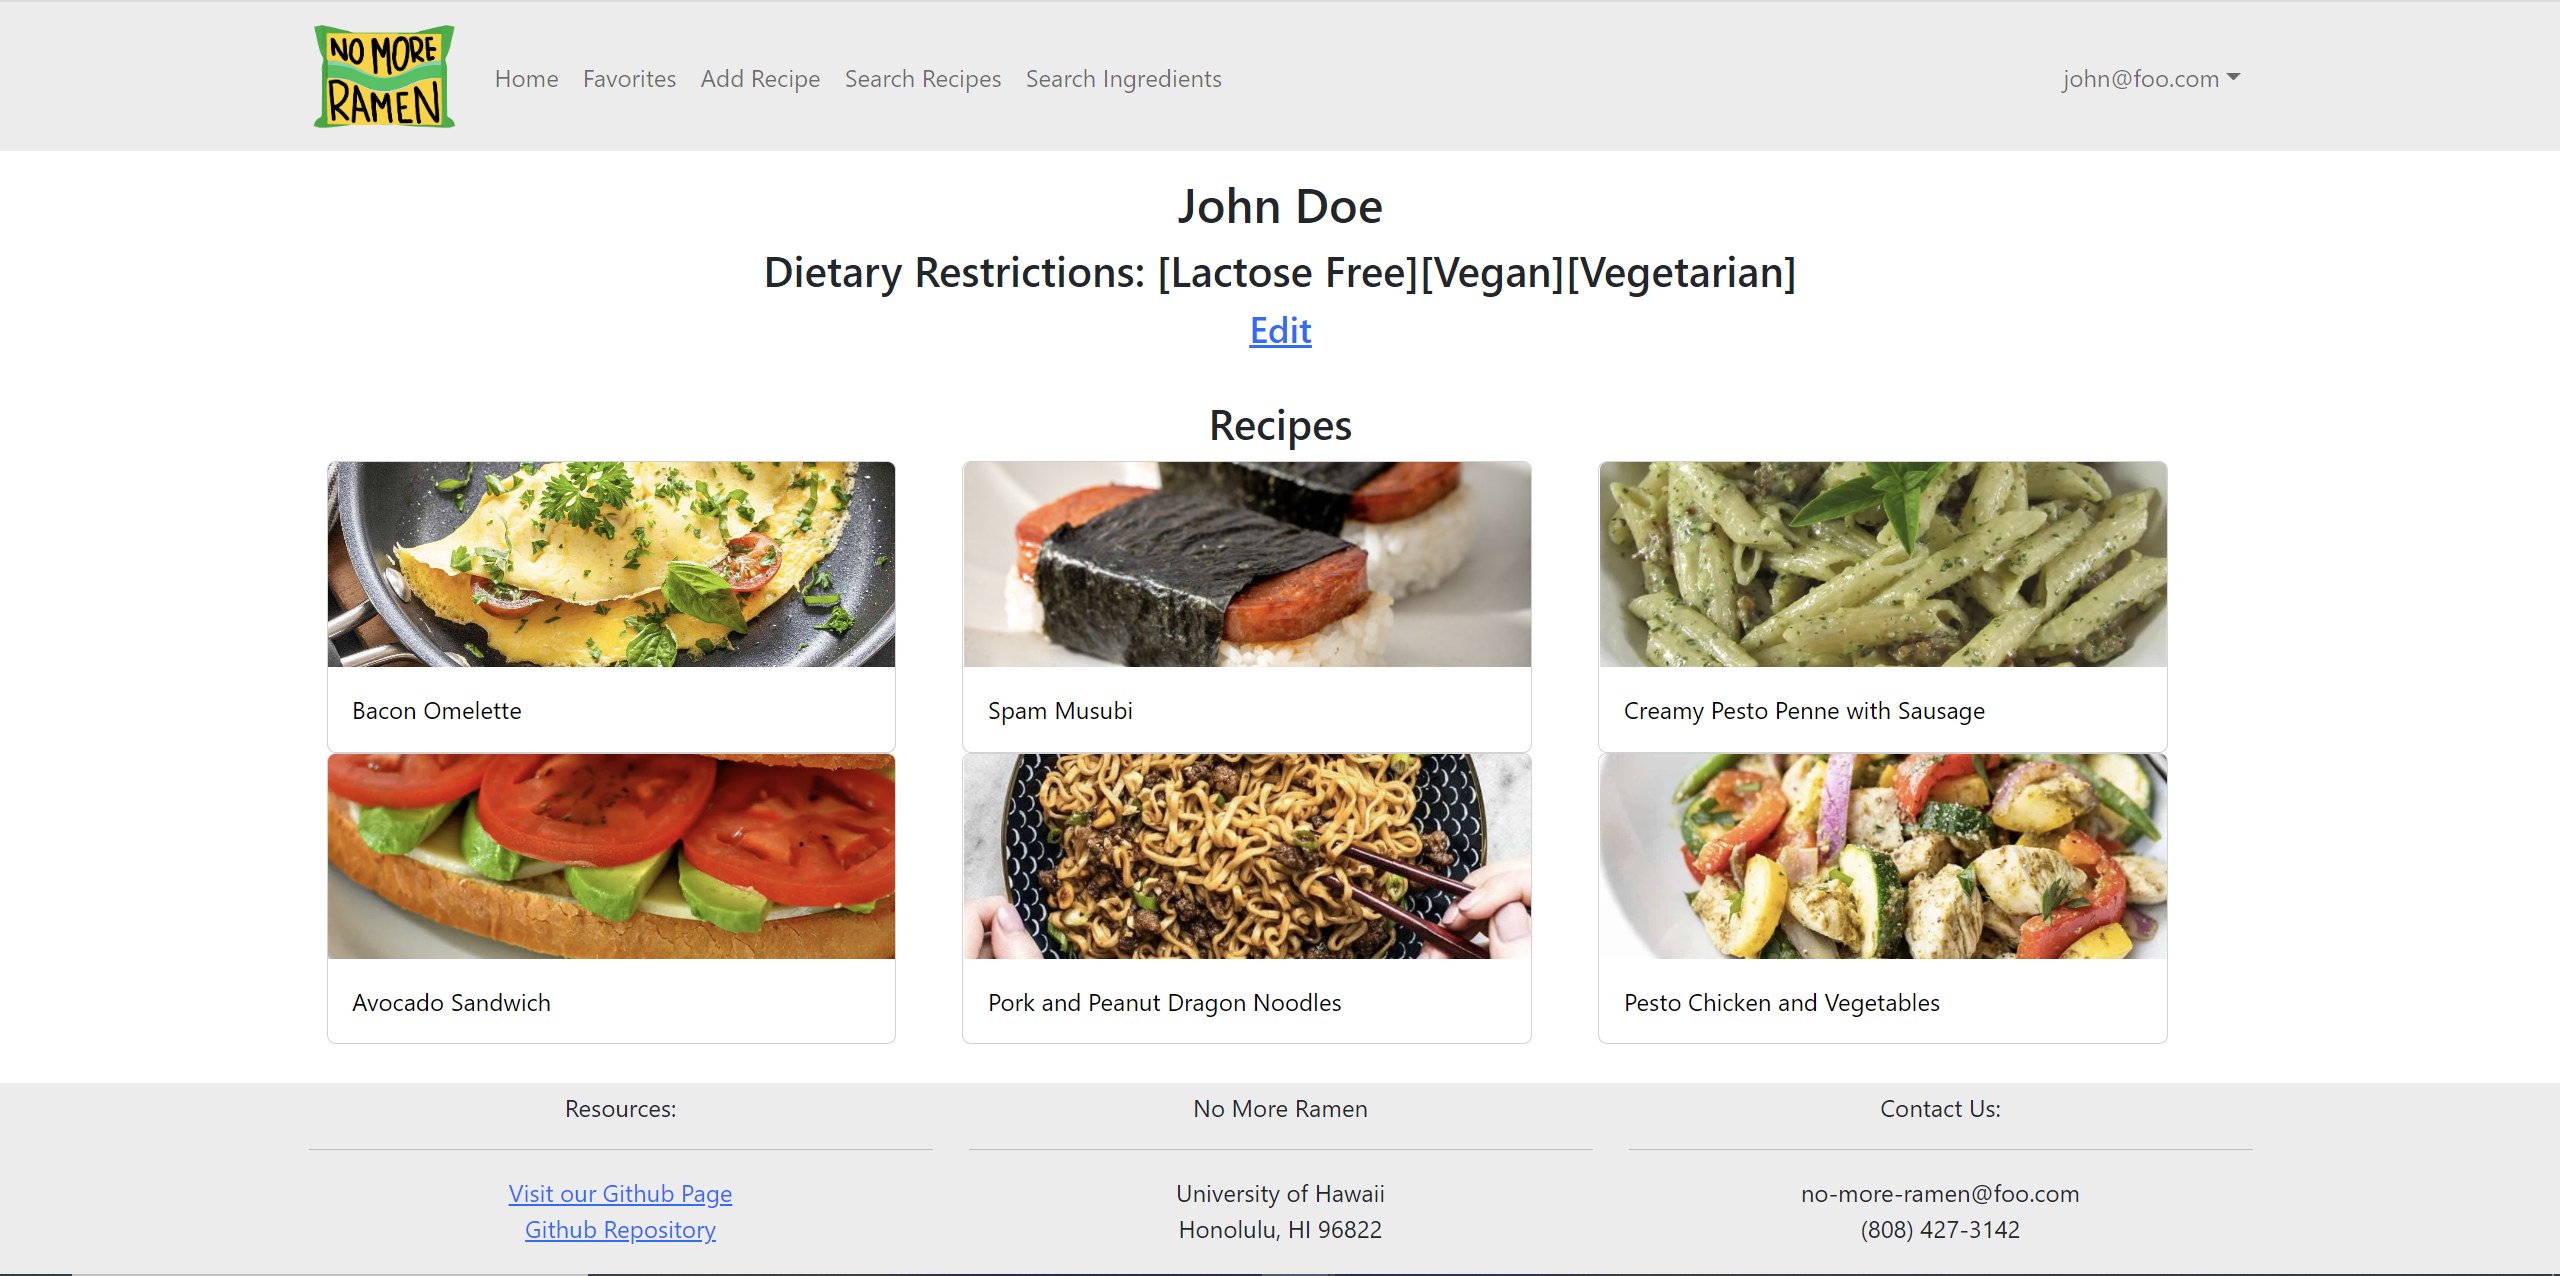 NO MORE
RAMEN
Home Favorites Add Recipe Search Recipes Search Ingredients john@foo.com
John Doe
Dietary Restrictions: [Lactose Free][Vegan][Vegetarian]
Edit
Recipes
Bacon Omelette
Spam Musubi
Creamy Pesto Penne with Sausage
Avocado Sandwich
Pork and Peanut Dragon Noodles
Pesto Chicken and Vegetables
Resources:
Visit our Github Page
Github Repository
No More Ramen
University of Hawaii
Honolulu, HI 96822
Contact Us:
no-more-ramen@foo.com
(808) 427-3142